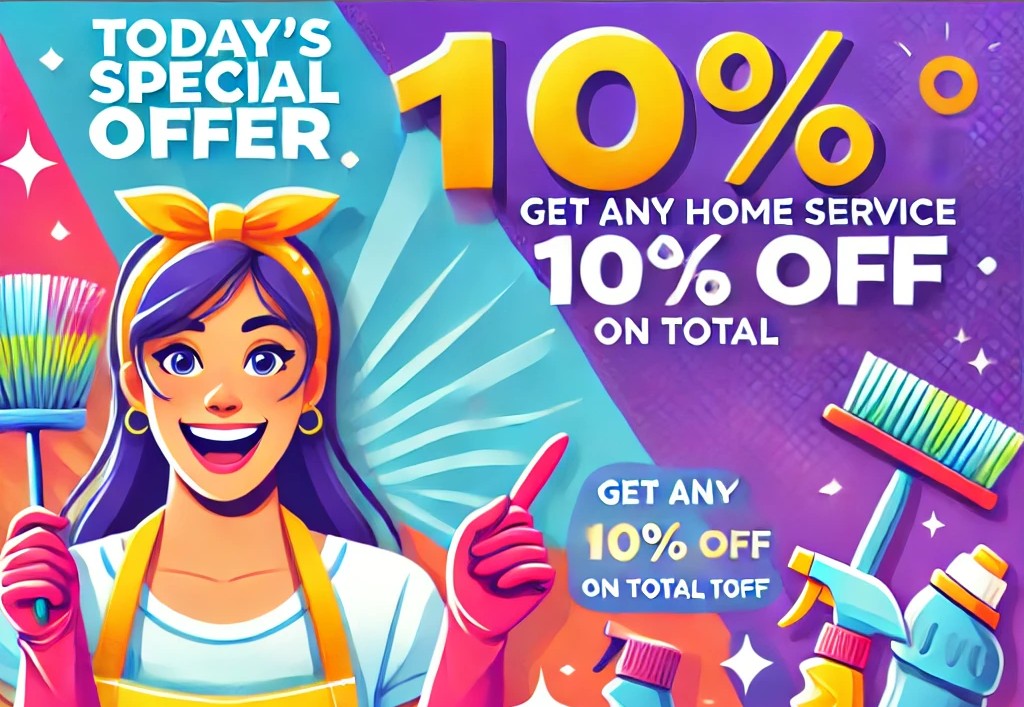 TODAY'S
SPECIAL
OFFER
10%
GET ANY HOME SERVICE
10% OFF
ON TOTAL
GET ANY
10% OFF
ON TOTAL TOFF